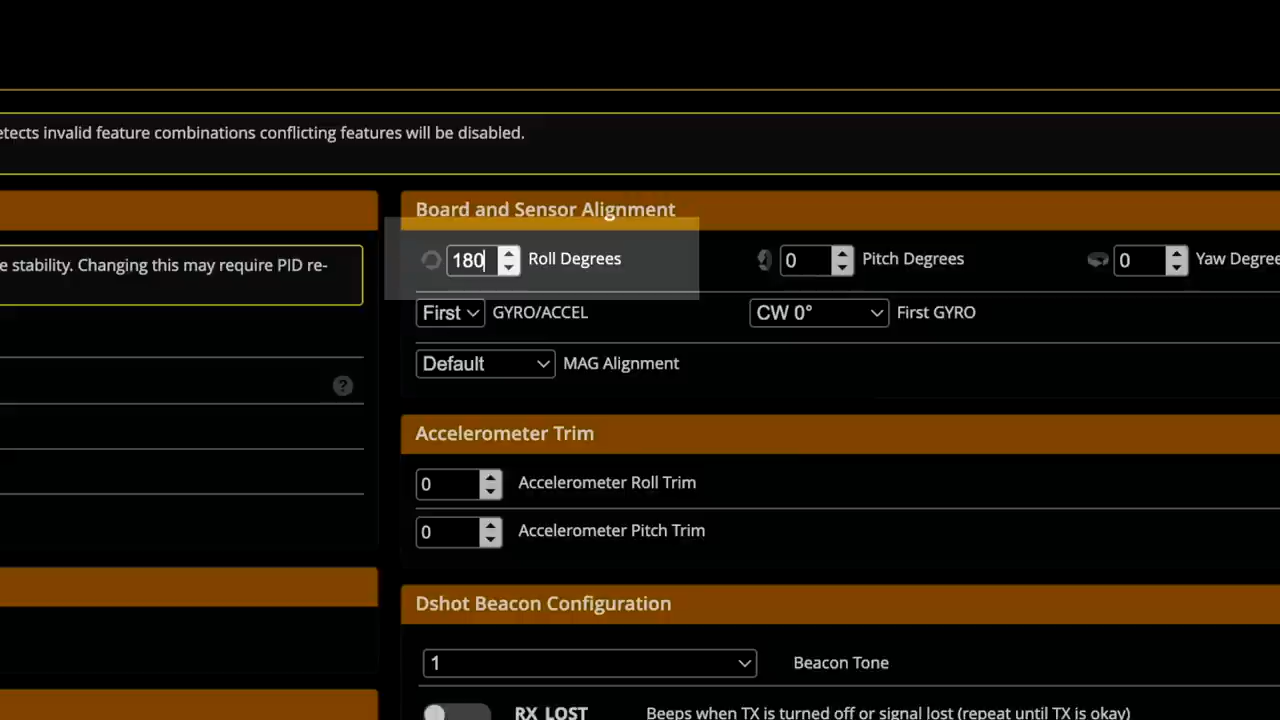 etects invalid feature combinations conflicting features will be disabled.
Board and Sensor Alignment
e stability. Changing this may require PID re-
180 Roll Degrees 0 Pitch Degrees 0 Yaw Degree
First GYRO/ACCEL CW 0° First GYRO
Default MAG Alignment
?
Accelerometer Trim
0 Accelerometer Roll Trim
0 Accelerometer Pitch Trim
Dshot Beacon Configuration
1 Beacon Tone
RX_LOST Beeps when TX is turned off or signal lost (repeat until TX is okay)